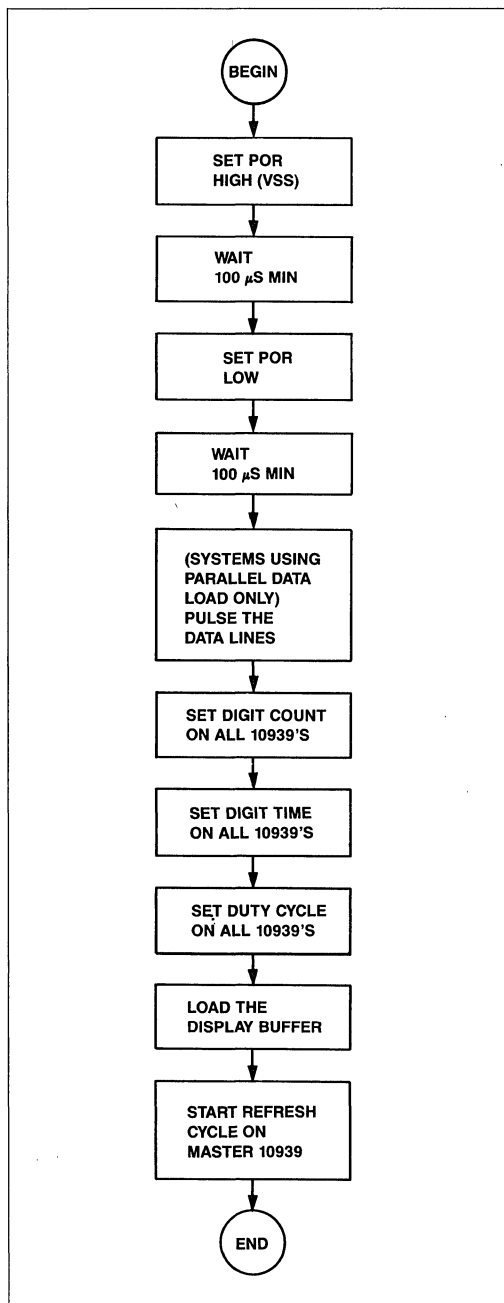 BEGIN
SET POR
HIGH (VSS)
WAIT
100 μS MIN
SET POR
LOW
WAIT
100 μS MIN
(SYSTEMS USING
PARALLEL DATA
LOAD ONLY)
PULSE THE
DATA LINES
SET DIGIT COUNT
ON ALL 10939'S
SET DIGIT TIME
ON ALL 10939'S
SET DUTY CYCLE
ON ALL 10939'S
LOAD THE
DISPLAY BUFFER
START REFRESH
CYCLE ON
MASTER 10939
END